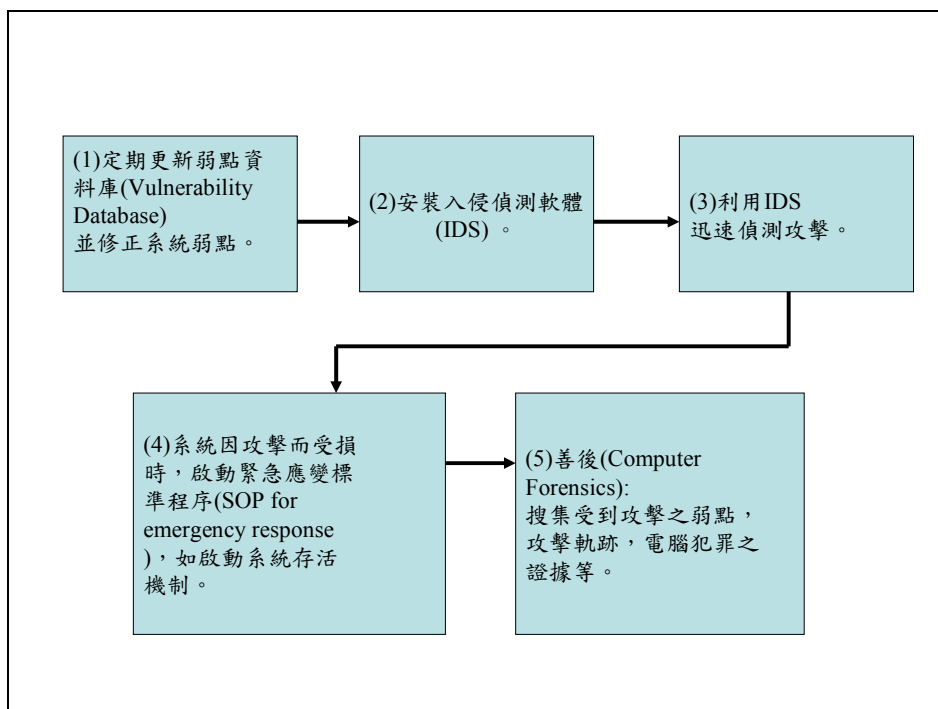 (1)定期更新弱點資
料庫(Vulnerability
Database)
並修正系統弱點。
(2)安裝入侵偵測軟體
(IDS) 。
(3)利用IDS
迅速偵測攻擊。
(4)系統因攻擊而受損
時，啟動緊急應變標
準程序(SOP for
emergency response
)，如啟動系統存活
機制。
(5)善後(Computer
Forensics):
搜集受到攻擊之弱點，
攻擊軌跡，電腦犯罪之
證據等。